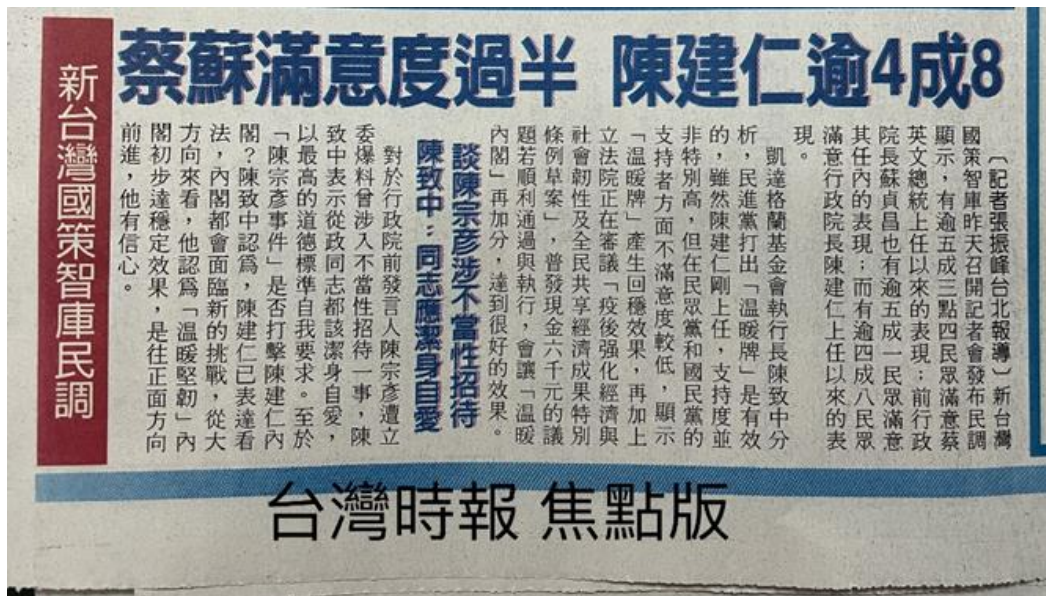 新台灣國策智庫民調
蔡蘇滿意度過半 陳建仁逾4成8
〔記者張振峰台北報導〕新台灣
國策智庫昨天召開記者會發布民調
顯示，有逾五成三點四民眾滿意蔡
英文總統上任以來的表現；前行政
院長蘇貞昌也有逾五成一民眾滿意
其任內的表現；而有逾四成八民眾
滿意行政院長陳建仁上任以來的表
現。
凱達格蘭基金會執行長陳致中分
析，民進黨打出「溫暖牌」是有效
的，雖然陳建仁剛上任，支持度並
非特別高，但在民眾黨和國民黨的
支持者方面不滿意度較低，顯示
「溫暖牌」產生回穩效果，再加上
立法院正在審議「疫後強化經濟與
社會韌性及全民共享經濟成果特別
條例草案」，普發現金六千元的議
題若順利通過與執行，會讓「溫暖
內閣」再加分，達到很好的效果。
談陳宗彥涉不當性招待
陳致中：同志應潔身自愛
對於行政院前發言人陳宗彥遭立
委爆料曾涉入不當性招待一事，陳
致中表示從政同志都該潔身自愛，
以最高的道德標準自我要求。至於
「陳宗彥事件」是否打擊陳建仁內
閣？陳致中認為，陳建仁已表達看
法，內閣都會面臨新的挑戰，從大
方向來看，他認為「溫暖堅韌」內
閣初步達穩定效果，是往正面方向
前進，他有信心。
台灣時報 焦點版